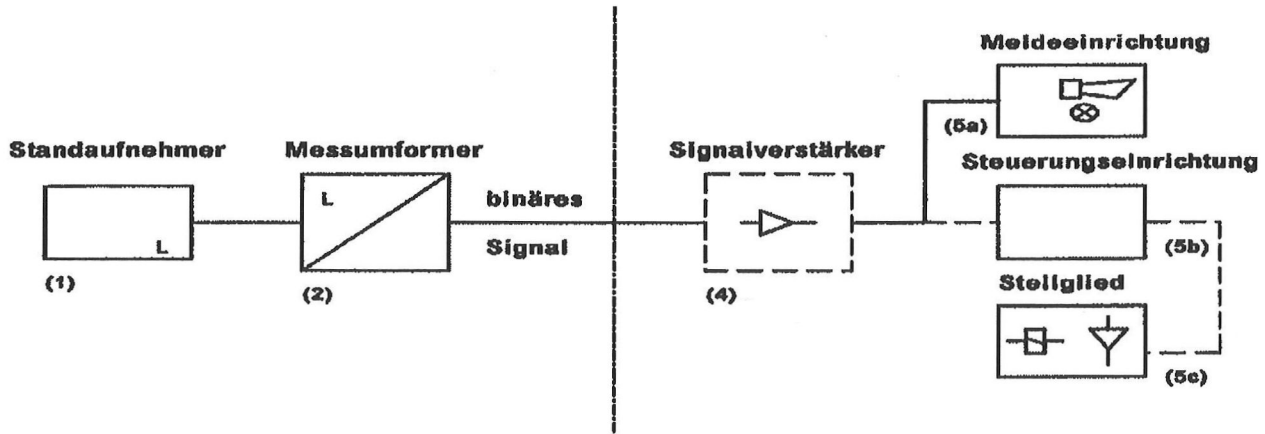 Meldeeinrichtung
(5a)
Standaufnehmer
Messumformer
Signalverstärker
Steuerungseinrichtung
L
L
binäres
Signal
(1)
(2)
(4)
(5b)
Stellglied
(5c)